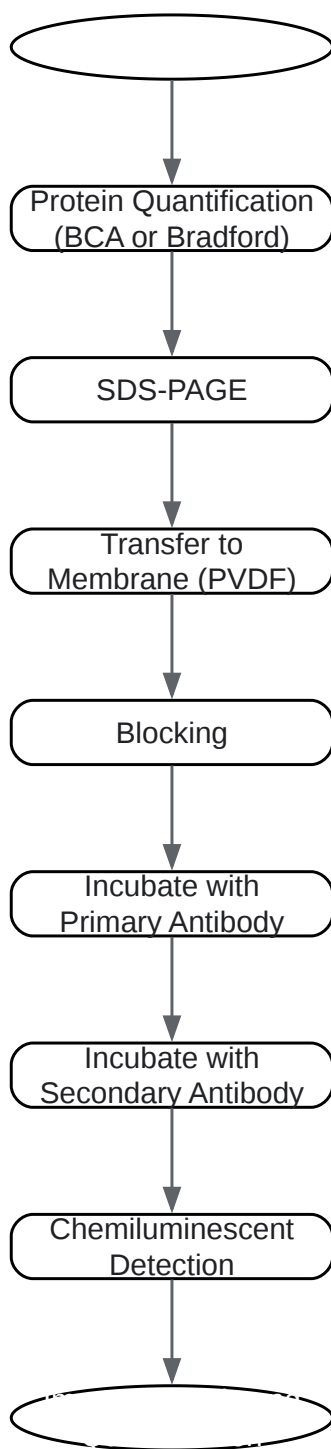 Protein Quantification
(BCA or Bradford)
SDS-PAGE
Transfer to
Membrane (PVDF)
Blocking
Incubate with
Primary Antibody
Incubate with
Secondary Antibody
Chemiluminescent
Detection